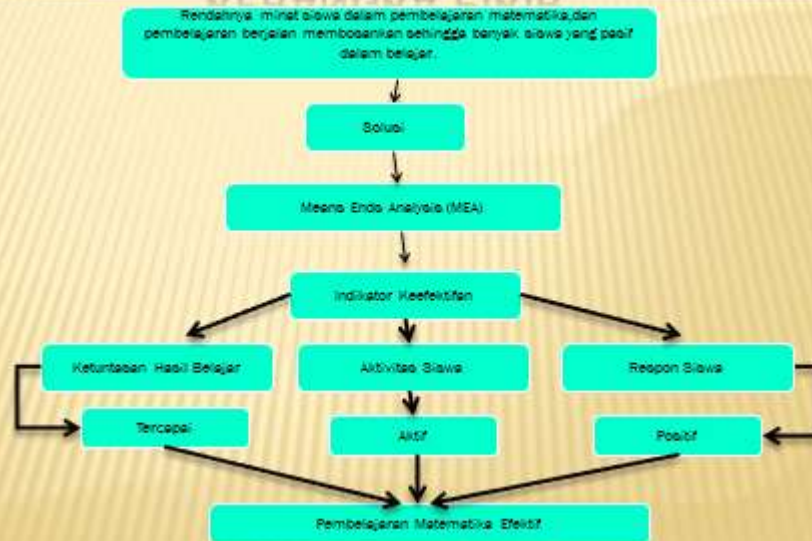 Rendahnya minat siswa dalam pembelajaran matematika,dan
pembelajaran berjalan membosankan sehingga banyak siswa yang pasif
dalam belajar.
Solusi
Means Ends Analysis (MEA)
Indikator Keefektifan
Ketuntasan Hasil Belajar
Aktivitas Siswa
Respon Siswa
Tercapai
Aktif
Positif
Pembelajaran Matematika Efektif